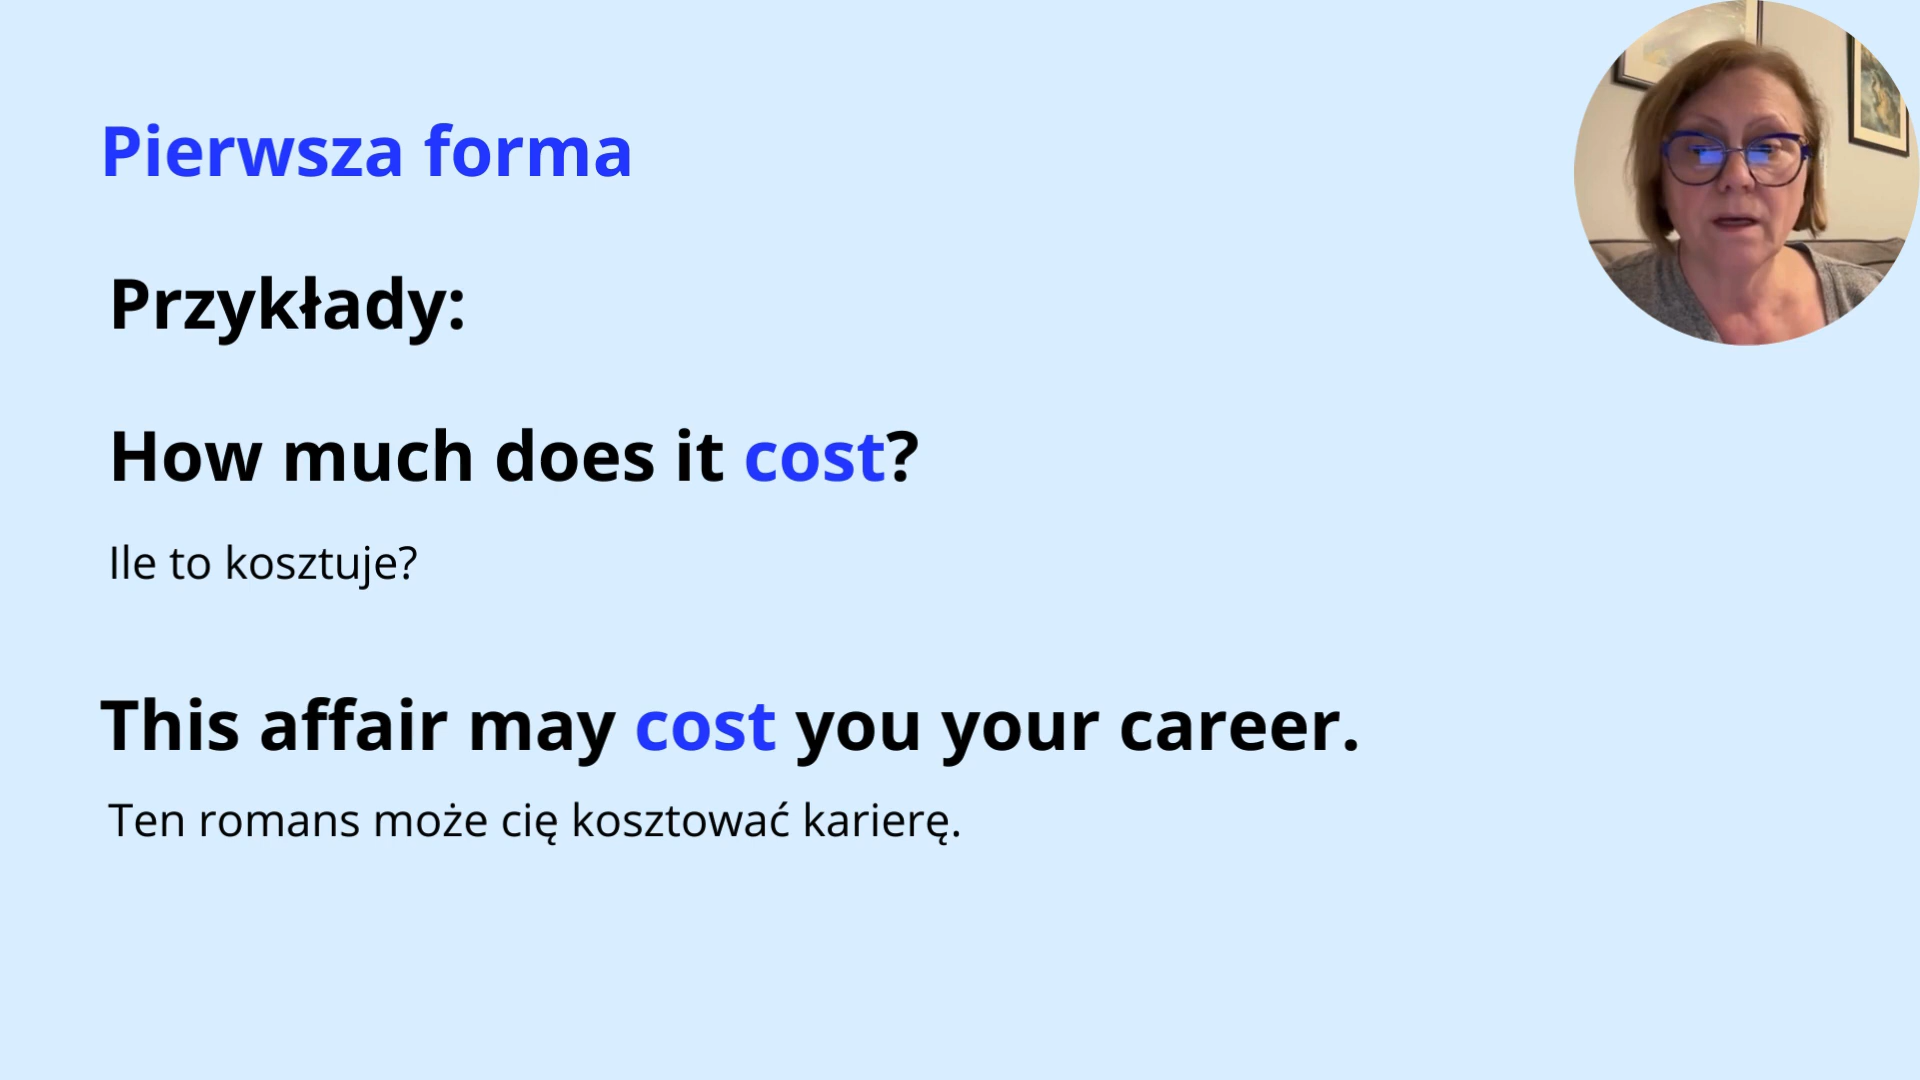 Pierwsza forma
Przykłady:
How much does it cost?
Ile to kosztuje?
This affair may cost you your career.
Ten romans może cię kosztować karierę.